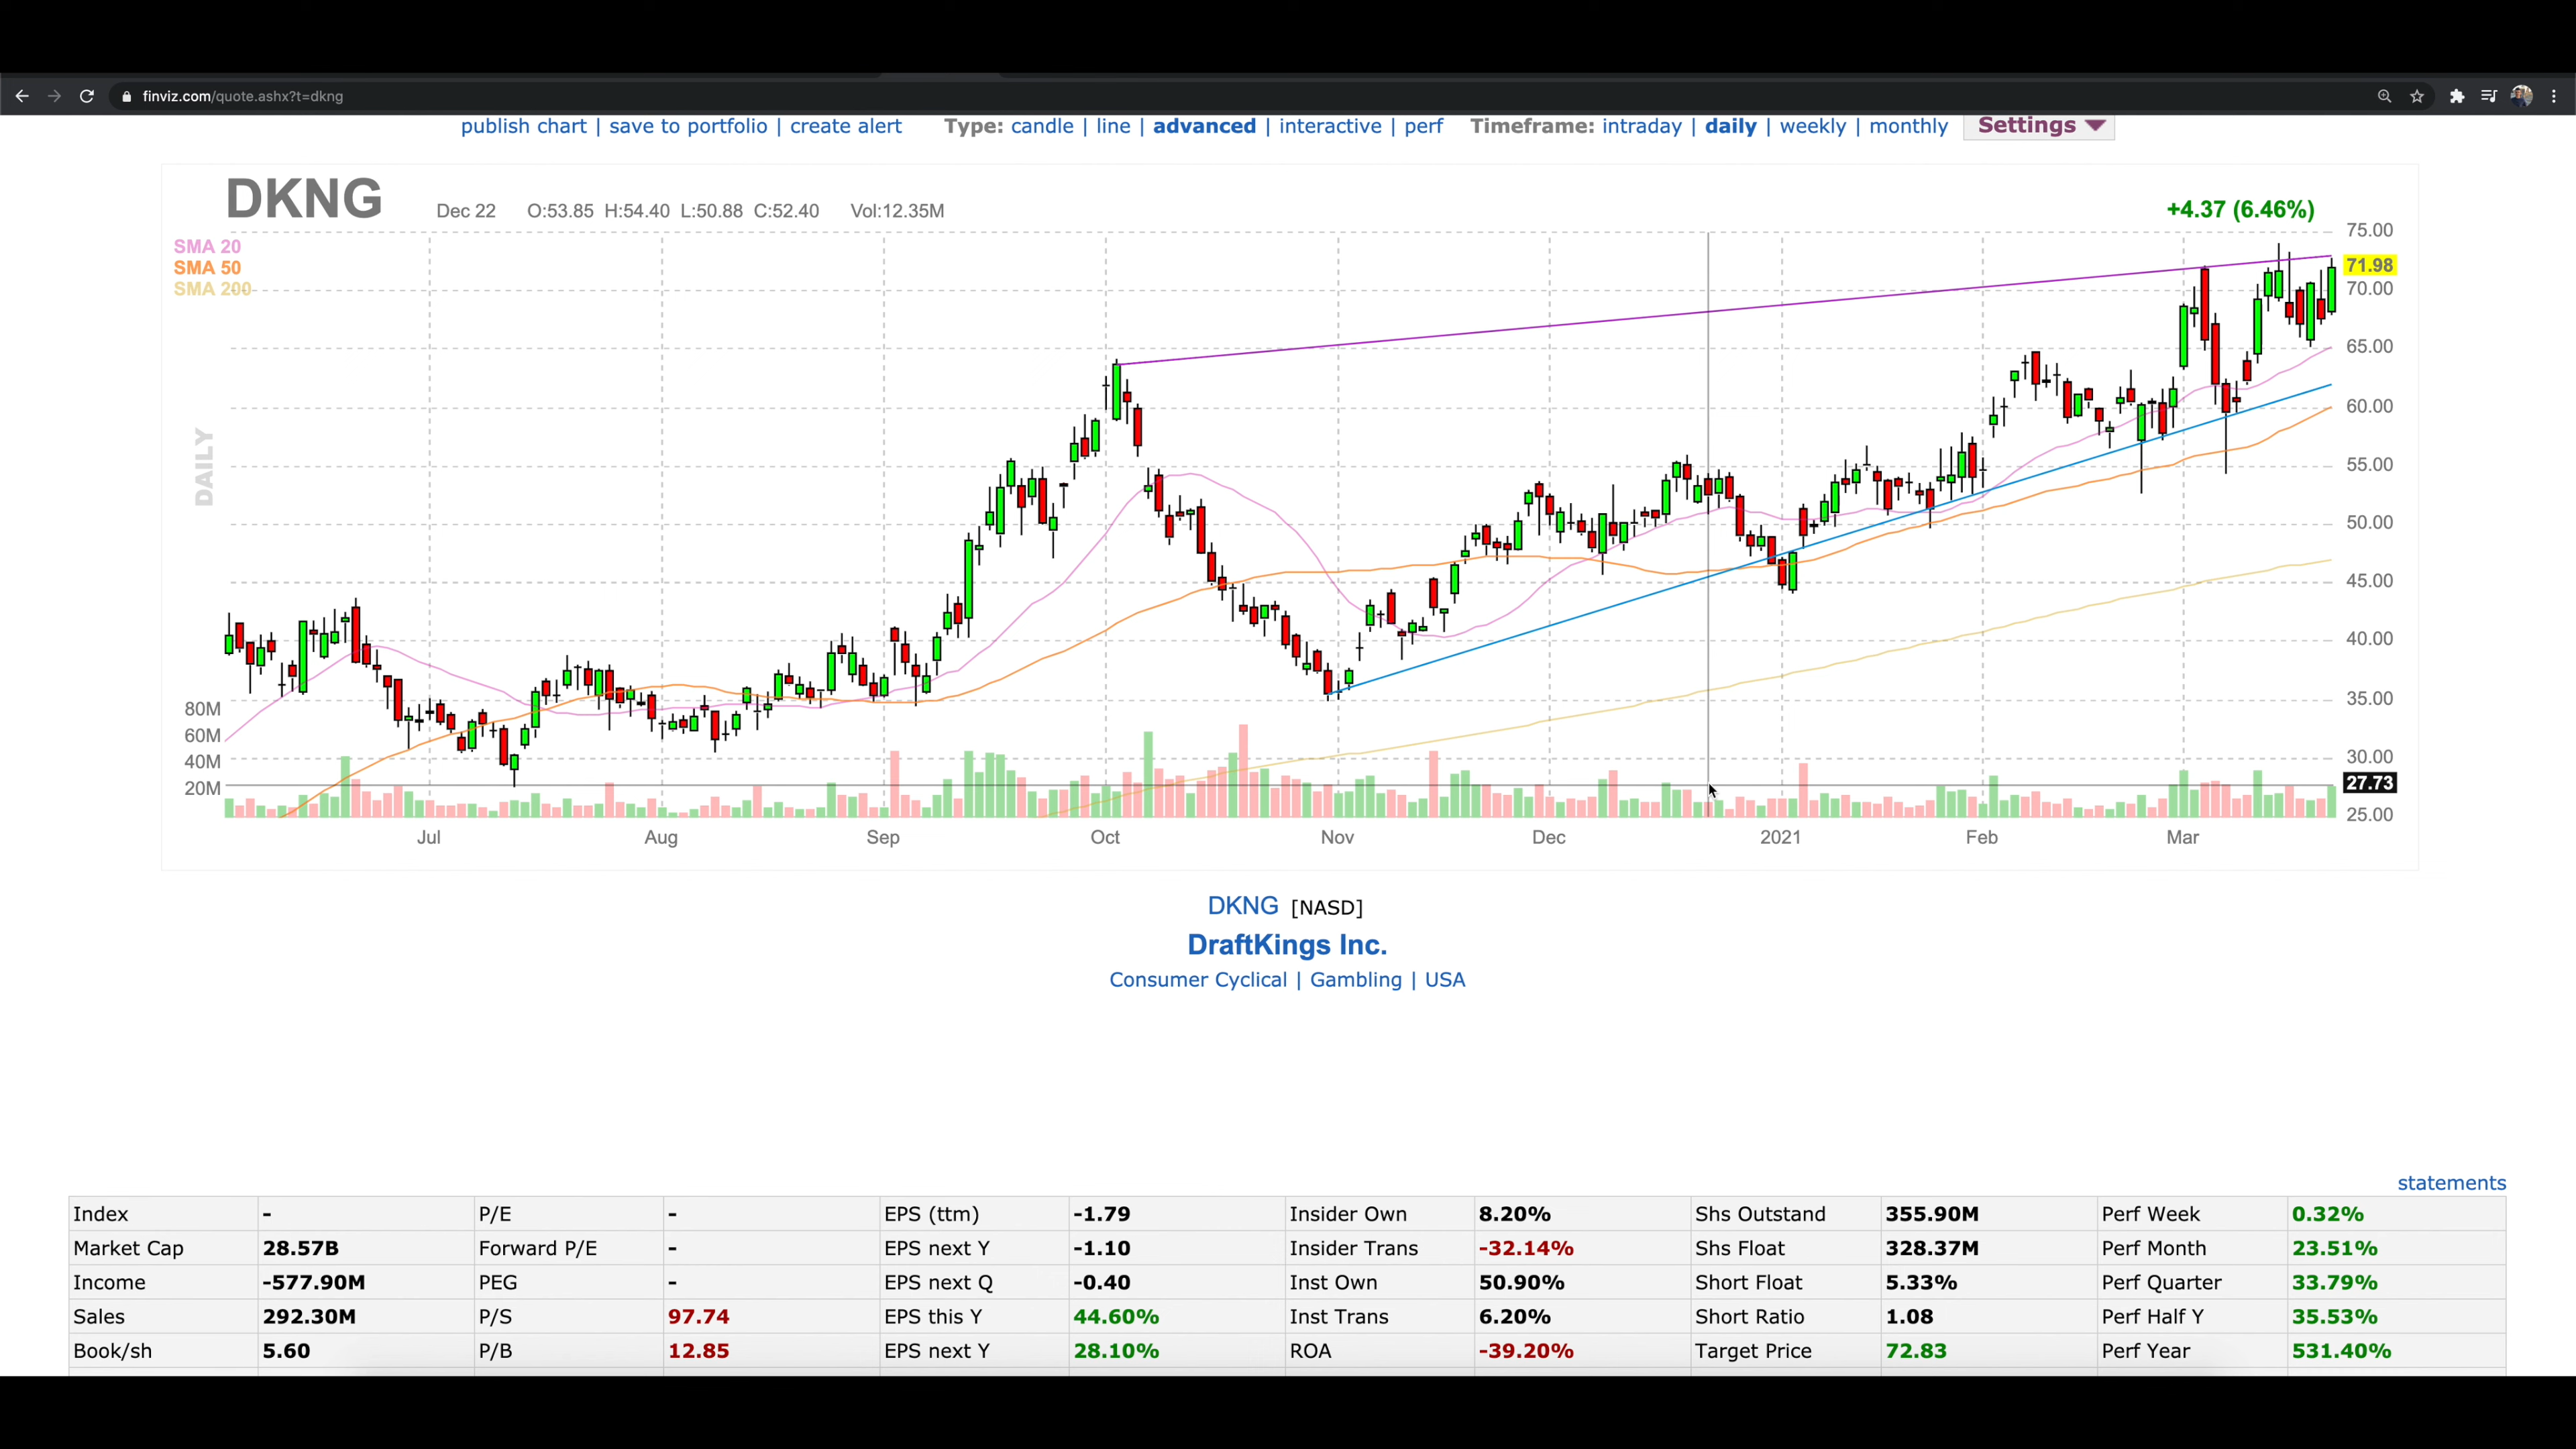 finviz.com/quote.ashx?t=dkng
publish chart | save to portfolio | create alert Type: candle | line | advanced | interactive | perf Timeframe: intraday | daily | weekly | monthly Settings
DKNG Dec 22 O:53.85 H:54.40 L:50.88 C:52.40 Vol:12.35M +4.37 (6.46%)
SMA 20
SMA 50
SMA 200
DAILY
75.00
71.98
70.00
65.00
60.00
55.00
50.00
45.00
40.00
35.00
30.00
27.73
25.00
80M
60M
40M
20M
Jul Aug Sep Oct Nov Dec 2021 Feb Mar
DKNG [NASD]
DraftKings Inc.
Consumer Cyclical | Gambling | USA
statements
Index - P/E - EPS (ttm) -1.79 Insider Own 8.20% Shs Outstand 355.90M Perf Week 0.32%
Market Cap 28.57B Forward P/E - EPS next Y -1.10 Insider Trans -32.14% Shs Float 328.37M Perf Month 23.51%
Income -577.90M PEG - EPS next Q -0.40 Inst Own 50.90% Short Float 5.33% Perf Quarter 33.79%
Sales 292.30M P/S 97.74 EPS this Y 44.60% Inst Trans 6.20% Short Ratio 1.08 Perf Half Y 35.53%
Book/sh 5.60 P/B 12.85 EPS next Y 28.10% ROA -39.20% Target Price 72.83 Perf Year 531.40%